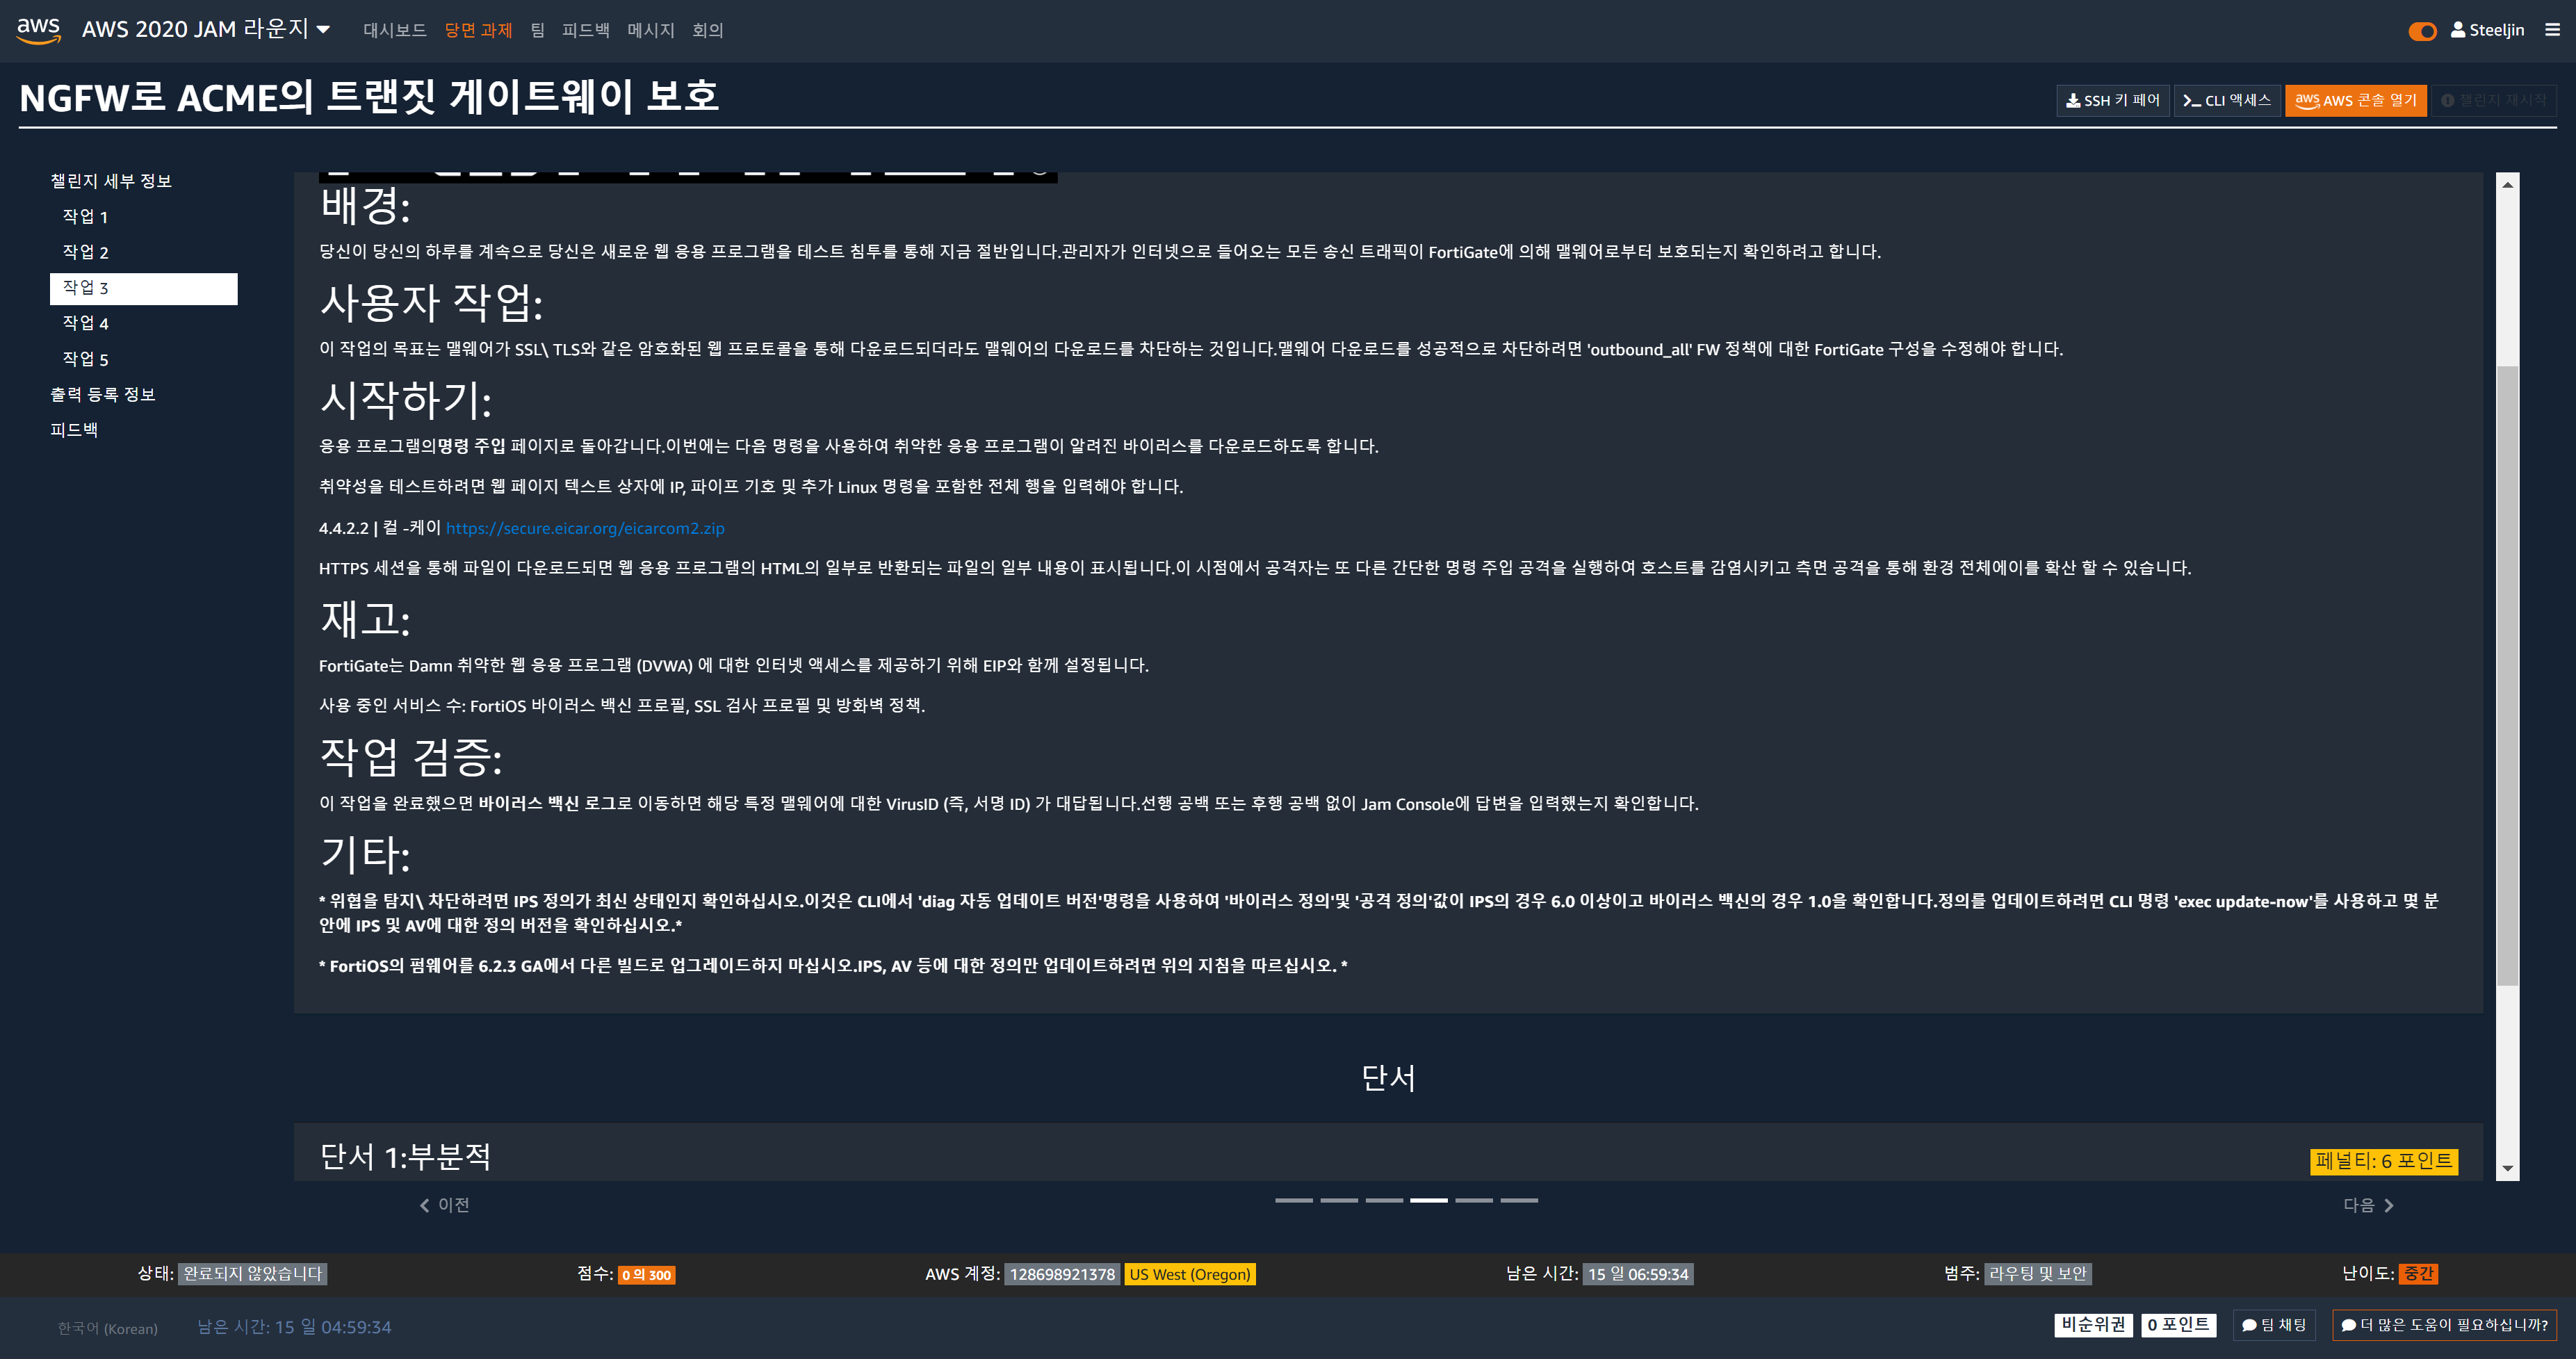 aws AWS 2020 JAM 라운지 대시보드 당면 과제 팀 피드백 메시지 회의 Steeljin
NGFW로 ACME의 트랜짓 게이트웨이 보호
SSH 키 페어 CLI 액세스 aws AWS 콘솔 열기 챌린지 재시작
챌린지 세부 정보
작업 1
작업 2
작업 3
작업 4
작업 5
출력 등록 정보
피드백
배경:
당신이 당신의 하루를 계속으로 당신은 새로운 웹 응용 프로그램을 테스트 침투를 통해 지금 절반입니다.관리자가 인터넷으로 들어오는 모든 송신 트래픽이 FortiGate에 의해 맬웨어로부터 보호되는지 확인하려고 합니다.
사용자 작업:
이 작업의 목표는 맬웨어가 SSL\ TLS와 같은 암호화된 웹 프로토콜을 통해 다운로드되더라도 맬웨어의 다운로드를 차단하는 것입니다.맬웨어 다운로드를 성공적으로 차단하려면 'outbound_all' FW 정책에 대한 FortiGate 구성을 수정해야 합니다.
시작하기:
응용 프로그램의명령 주입 페이지로 돌아갑니다.이번에는 다음 명령을 사용하여 취약한 응용 프로그램이 알려진 바이러스를 다운로드하도록 합니다.
취약성을 테스트하려면 웹 페이지 텍스트 상자에 IP, 파이프 기호 및 추가 Linux 명령을 포함한 전체 행을 입력해야 합니다.
4.4.2.2 | 컬 -케이 https://secure.eicar.org/eicarcom2.zip
HTTPS 세션을 통해 파일이 다운로드되면 웹 응용 프로그램의 HTML의 일부로 반환되는 파일의 일부 내용이 표시됩니다.이 시점에서 공격자는 또 다른 간단한 명령 주입 공격을 실행하여 호스트를 감염시키고 측면 공격을 통해 환경 전체에이를 확산 할 수 있습니다.
재고:
FortiGate는 Damn 취약한 웹 응용 프로그램 (DVWA) 에 대한 인터넷 액세스를 제공하기 위해 EIP와 함께 설정됩니다.
사용 중인 서비스 수: FortiOS 바이러스 백신 프로필, SSL 검사 프로필 및 방화벽 정책.
작업 검증:
이 작업을 완료했으면 바이러스 백신 로그로 이동하면 해당 특정 맬웨어에 대한 VirusID (즉, 서명 ID) 가 대답됩니다.선행 공백 또는 후행 공백 없이 Jam Console에 답변을 입력했는지 확인합니다.
기타:
* 위협을 탐지\ 차단하려면 IPS 정의가 최신 상태인지 확인하십시오.이것은 CLI에서 'diag 자동 업데이트 버전'명령을 사용하여 '바이러스 정의'및 '공격 정의'값이 IPS의 경우 6.0 이상이고 바이러스 백신의 경우 1.0을 확인합니다.정의를 업데이트하려면 CLI 명령 'exec update-now'를 사용하고 몇 분
안에 IPS 및 AV에 대한 정의 버전을 확인하십시오.*
* FortiOS의 펌웨어를 6.2.3 GA에서 다른 빌드로 업그레이드하지 마십시오.IPS, AV 등에 대한 정의만 업데이트하려면 위의 지침을 따르십시오. *
단서
단서 1:부분적 페널티: 6 포인트
이전 다음
상태: 완료되지 않았습니다 점수: 0 의 300 AWS 계정: 128698921378 US West (Oregon) 남은 시간: 15 일 06:59:34 범주: 라우팅 및 보안 난이도: 중간
한국어 (Korean) 남은 시간: 15 일 04:59:34 비순위권 0 포인트 팀 채팅 더 많은 도움이 필요하십니까?